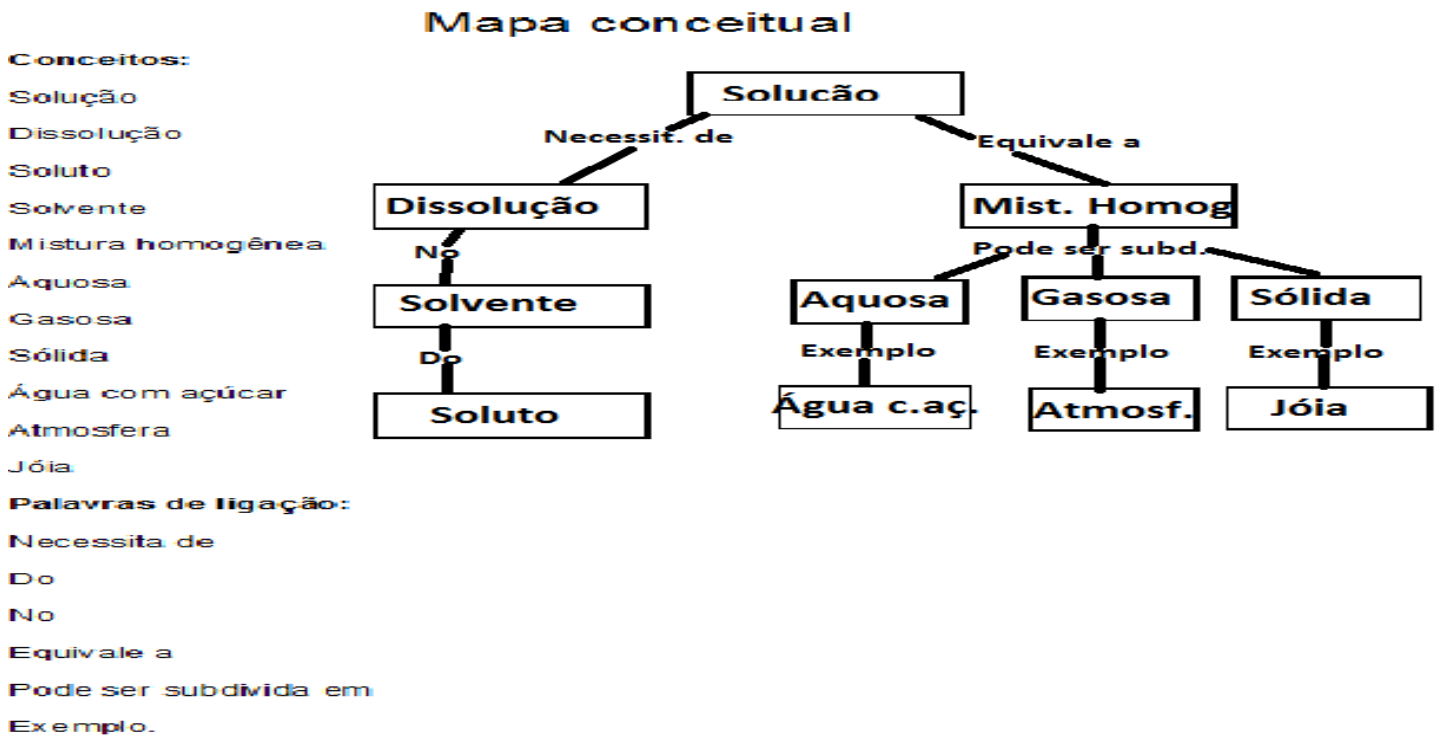 Mapa conceitual
Conceitos:
Solução
Dissolução
Soluto
Solvente
Mistura homogênea
Aquosa
Gasosa
Sólida
Água com açúcar
Atmosfera
Jóia
Palavras de ligação:
Necessita de
Do
No
Equivale a
Pode ser subdivida em
Exemplo.
Solucão
Necessit. de
Equivale a
Dissolução
Mist. Homog
No
Pode ser subd.
Solvente
Aquosa
Gasosa
Sólida
Do
Exemplo
Exemplo
Exemplo
Soluto
Água c.aç.
Atmosf.
Jóia